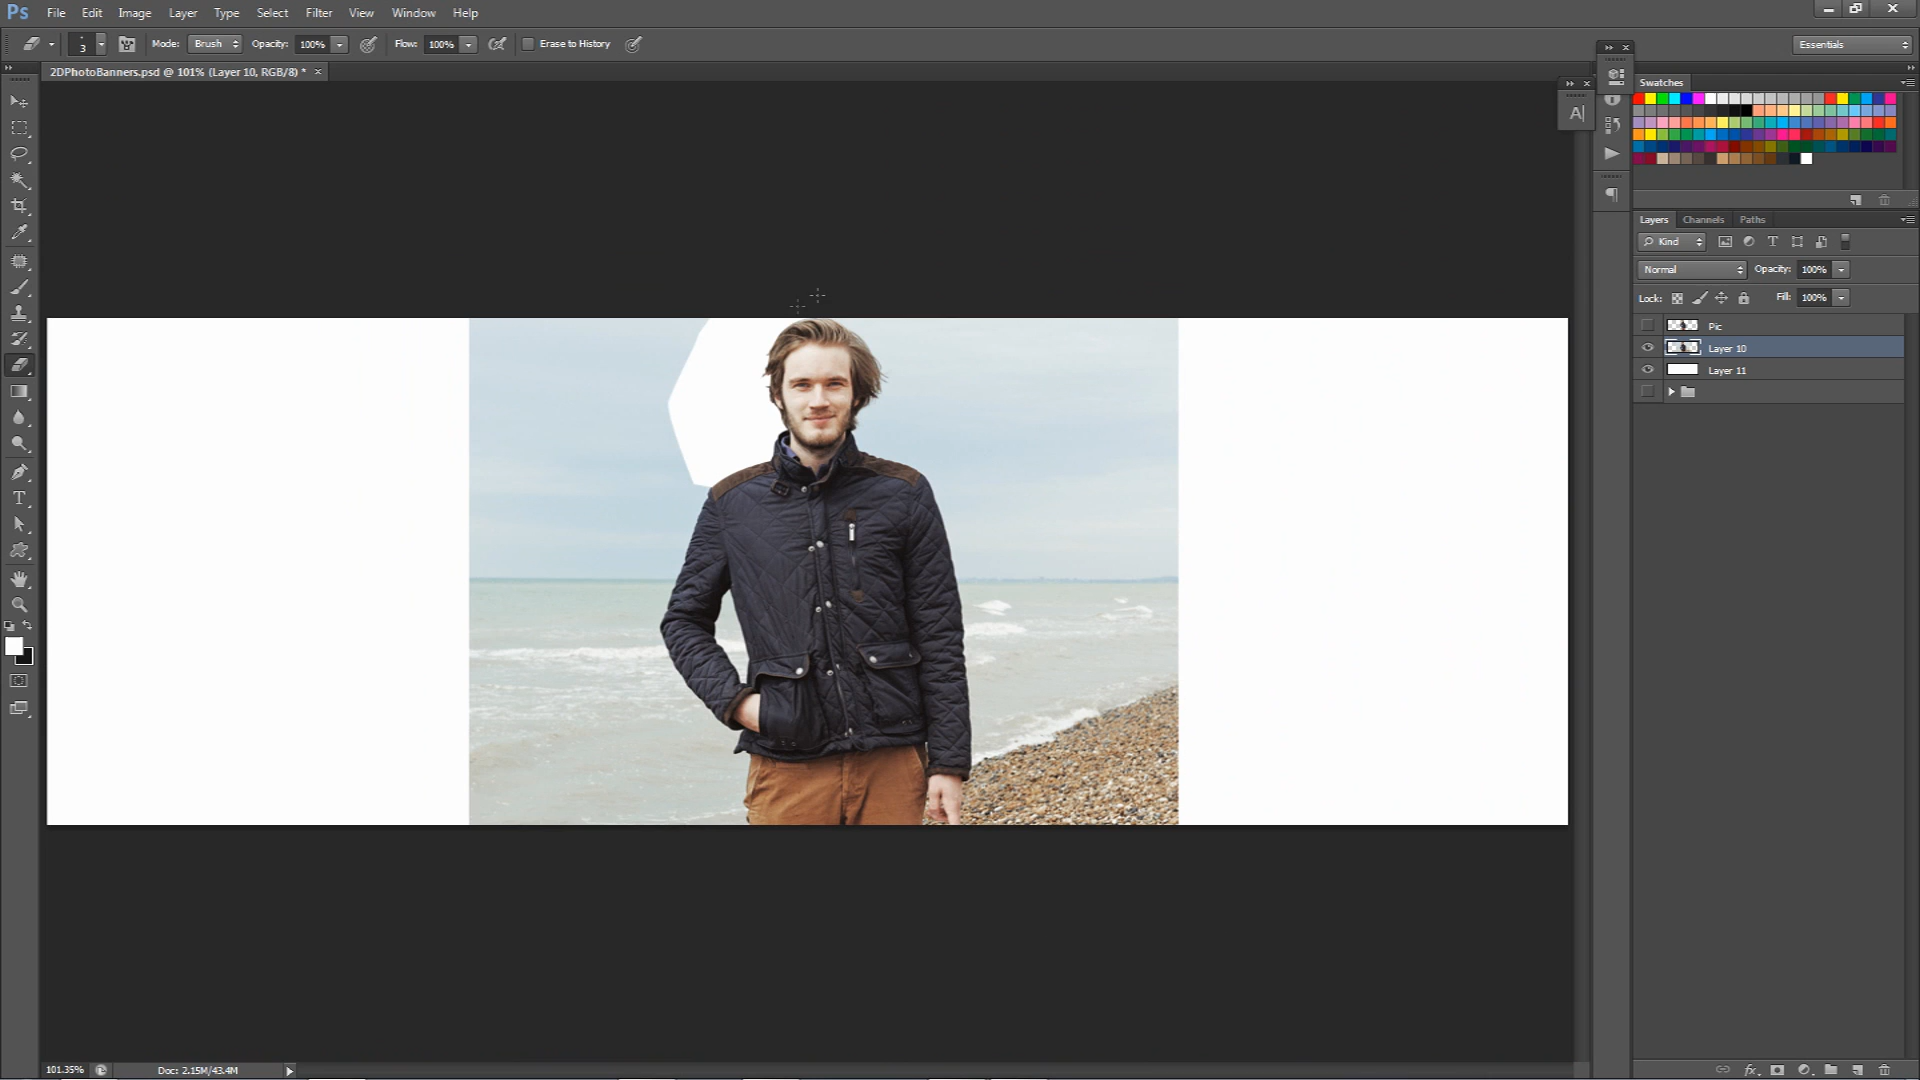 Ps File Edit Image Layer Type Select Filter View Window Help
3 Mode: Brush Opacity: 100% Flow: 100% Erase to History Essentials
2DPhotoBanners.psd @ 101% (Layer 10, RGB/8) * ×
Swatches
A|
Layers Channels Paths
Kind
Normal Opacity: 100%
Lock: Fill: 100%
Pic
Layer 10
Layer 11
101.35% Doc: 2.15M/43.4M